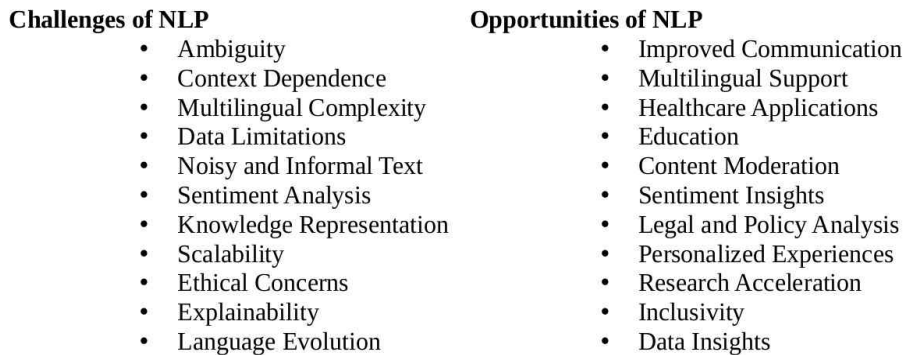 Challenges of NLP
• Ambiguity
• Context Dependence
• Multilingual Complexity
• Data Limitations
• Noisy and Informal Text
• Sentiment Analysis
• Knowledge Representation
• Scalability
• Ethical Concerns
• Explainability
• Language Evolution
Opportunities of NLP
• Improved Communication
• Multilingual Support
• Healthcare Applications
• Education
• Content Moderation
• Sentiment Insights
• Legal and Policy Analysis
• Personalized Experiences
• Research Acceleration
• Inclusivity
• Data Insights